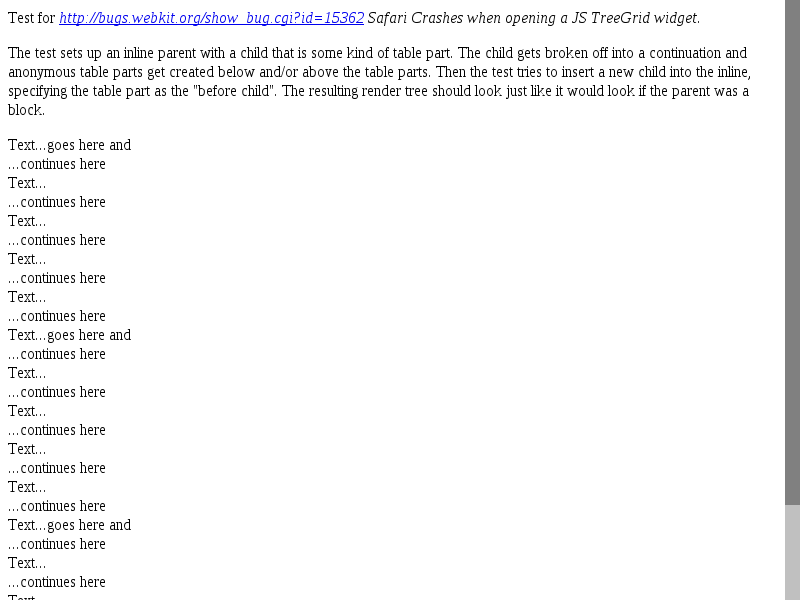 Test for http://bugs.webkit.org/show_bug.cgi?id=15362 Safari Crashes when opening a JS TreeGrid widget.
The test sets up an inline parent with a child that is some kind of table part. The child gets broken off into a continuation and
anonymous table parts get created below and/or above the table parts. Then the test tries to insert a new child into the inline,
specifying the table part as the "before child". The resulting render tree should look just like it would look if the parent was a
block.
Text...goes here and
...continues here
Text...
...continues here
Text...
...continues here
Text...
...continues here
Text...
...continues here
Text...goes here and
...continues here
Text...
...continues here
Text...
...continues here
Text...
...continues here
Text...
...continues here
Text...goes here and
...continues here
Text...
...continues here
Text...